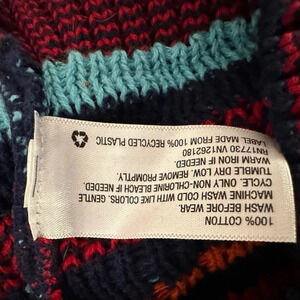 100% COTTON
WASH BEFORE WEAR.
MACHINE WASH COLD WITH LIKE COLORS. GENTLE
CYCLE. ONLY NON-CHLORINE BLEACH IF NEEDED.
TUMBLE DRY LOW. REMOVE PROMPTLY.
WARM IRON IF NEEDED.
RN17730 W1262180
LABEL MADE FROM 100% RECYCLED PLASTIC